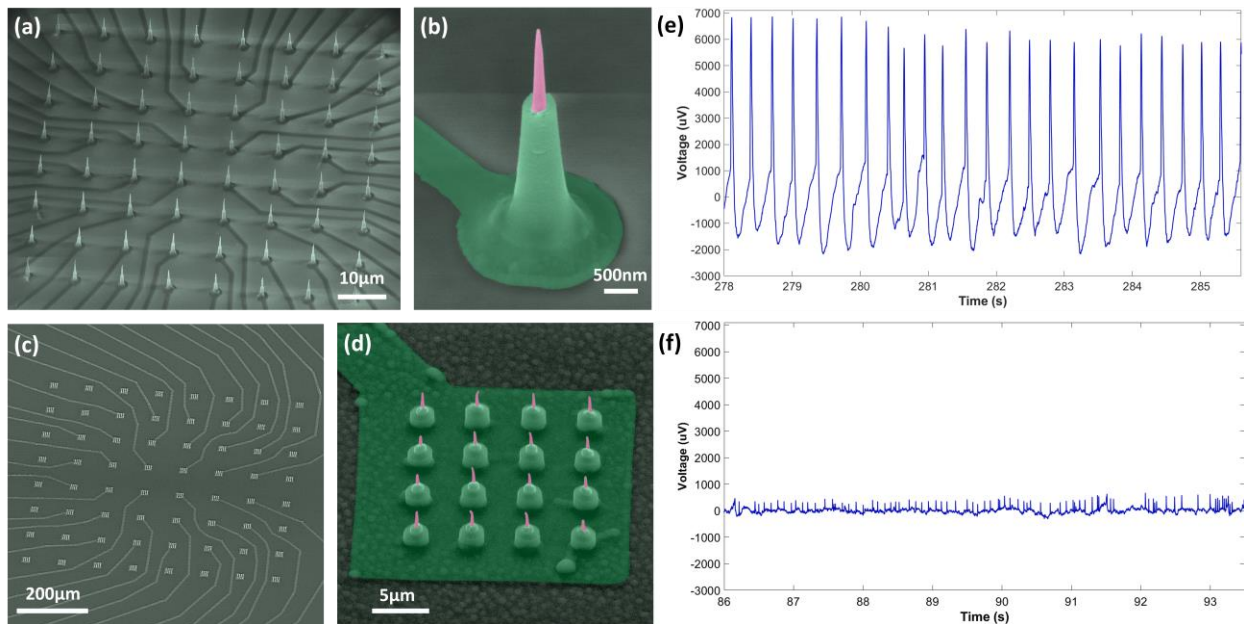 (a)
10μm
(b)
500nm
(e)
Voltage (uV)
7000
6000
5000
4000
3000
2000
1000
0
-1000
-2000
-3000
278 279 280 281 282 283 284 285
Time (s)
(c)
200μm
(d)
5μm
(f)
Voltage (uV)
7000
6000
5000
4000
3000
2000
1000
0
-1000
-2000
-3000
86 87 88 89 90 91 92 93
Time (s)